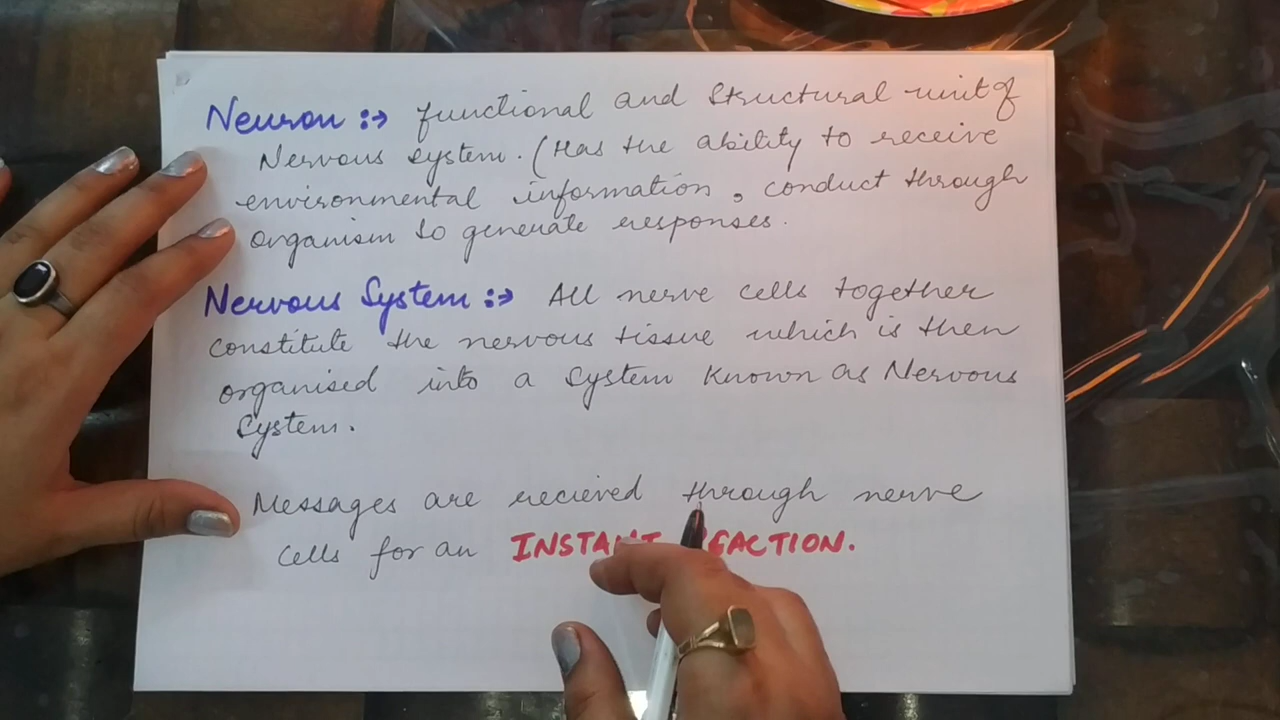 Neuron :→ functional and structural unit of
Nervous system. (Has the ability to receive
environmental information, conduct through
organism to generate responses.
Nervous System :→ All nerve cells together
constitute the nervous tissue which is then
organised into a system known as Nervous
System.
Messages are recieved through nerve
cells for an INSTANT REACTION.